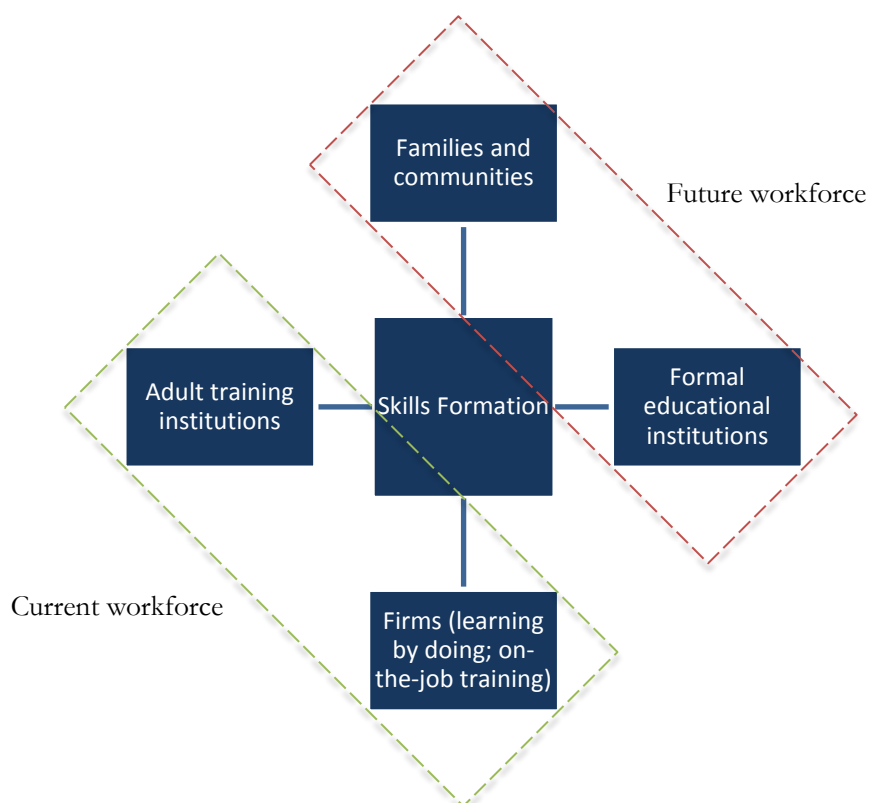 Families and
communities
Future workforce
Adult training
institutions
Skills Formation
Formal
educational
institutions
Current workforce
Firms (learning
by doing; on-
the-job training)